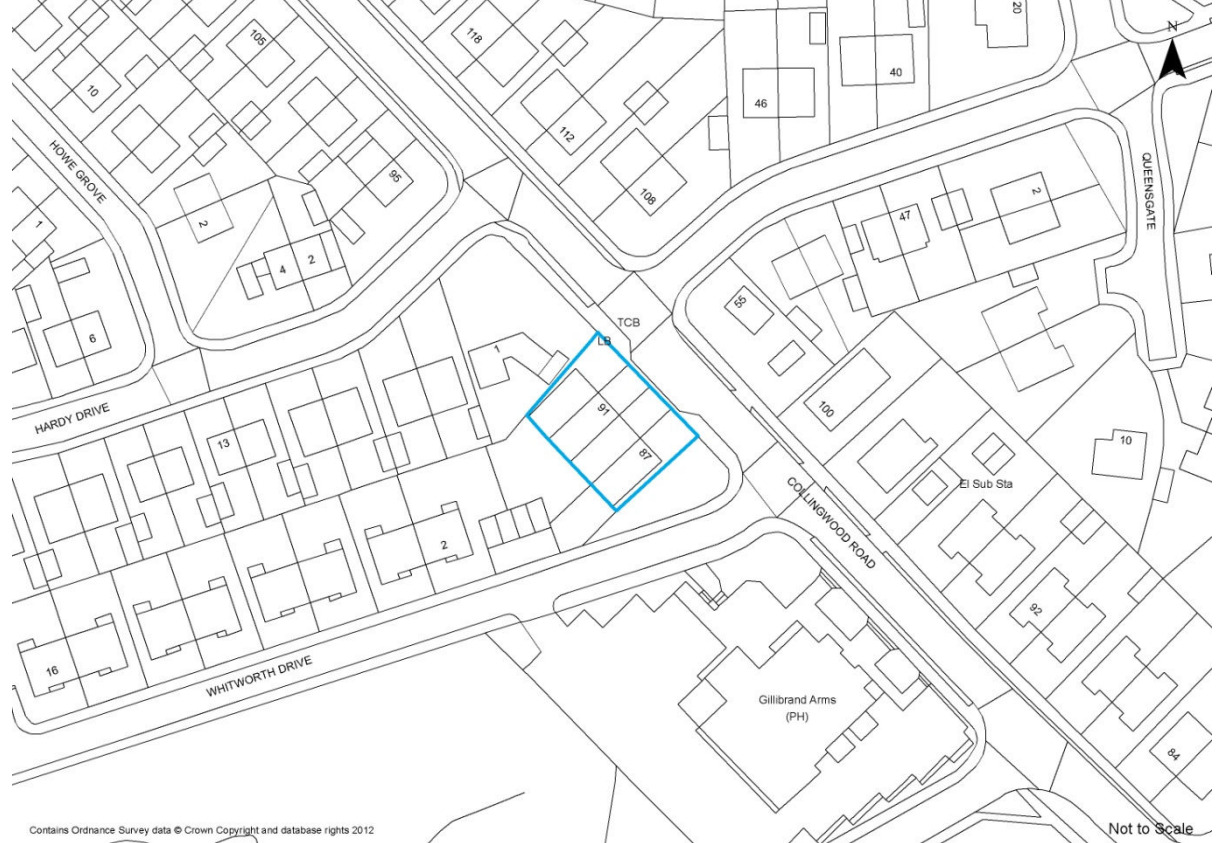 105
118
20
N
10
40
46
112
HOWE GROVE
95
108
QUEENSGATE
2
2
1
47
4
2
55
TCB
LB
6
1
91
100
HARDY DRIVE
13
10
87
El Sub Sta
COLLINGWOOD ROAD
2
92
16
WHITWORTH DRIVE
Gillibrand Arms
(PH)
84
Contains Ordnance Survey data © Crown Copyright and database rights 2012
Not to Scale